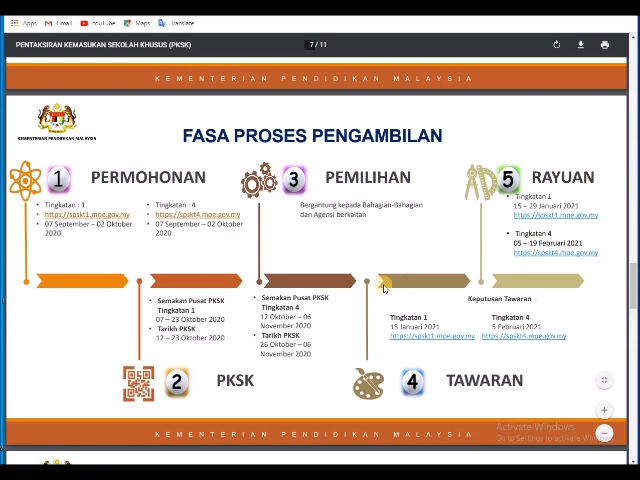 Apps
Gmail
YouTube
Maps
Translate
PENTAKSIRAN KEMASUKAN SEKOLAH KHUSUS (PKSK)
7 / 11
KEMENTERIAN PENDIDIKAN MALAYSIA
KEMENTERIAN PENDIDIKAN MALAYSIA
FASA PROSES PENGAMBILAN
1
PERMOHONAN
• Tingkatan : 1
• https://spskt1.moe.gov.my
• 07 September – 02 Oktober
2020
• Tingkatan : 4
• https://spskt4.moe.gov.my
• 07 September – 02 Oktober
2020
3
PEMILIHAN
Bergantung kepada Bahagian-Bahagian
dan Agensi berkaitan
5
RAYUAN
• Tingkatan 1
15 – 29 Januari 2021
https://spskt1.moe.gov.my
• Tingkatan 4
05 – 19 Februari 2021
https://spskt4.moe.gov.my
• Semakan Pusat PKSK
Tingkatan 1
07 – 23 Oktober 2020
• Tarikh PKSK
12 – 23 Oktober 2020
• Semakan Pusat PKSK
Tingkatan 4
12 Oktober – 06
November 2020
• Tarikh PKSK
26 Oktober – 06
November 2020
Keputusan Tawaran :
Tingkatan 1
15 Januari 2021
https://spskt1.moe.gov.my
Tingkatan 4
5 Februari 2021
https://spskt4.moe.gov.my
2
PKSK
4
TAWARAN
Activate Windows
Go to Settings to activate Windows.
KEMENTERIAN PENDIDIKAN MALAYSIA